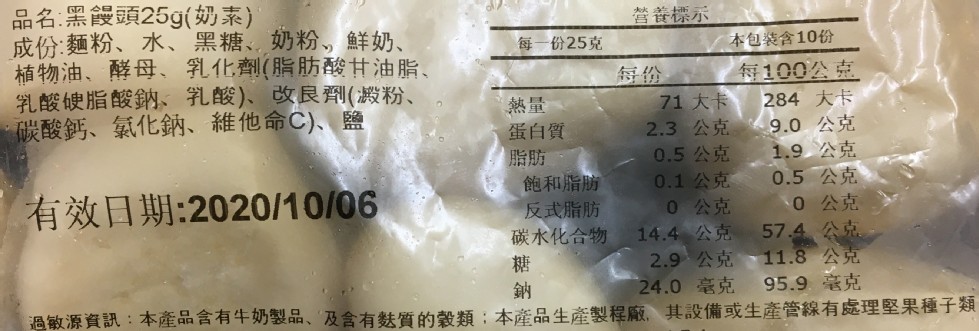 品名:黑饅頭25g(奶素)
成份:麵粉、水、黑糖、奶粉、鮮奶、
植物油、酵母、乳化劑(脂肪酸甘油脂、
乳酸硬脂酸鈉、乳酸)、改良劑(澱粉、
碳酸鈣、氯化鈉、維他命C)、鹽
有效日期:2020/10/06
營養標示
每一份25克 本包裝含10份
每份 每100公克
熱量 71 大卡 284 大卡
蛋白質 2.3 公克 9.0 公克
脂肪 0.5 公克 1.9 公克
飽和脂肪 0.1 公克 0.5 公克
反式脂肪 0 公克 0 公克
碳水化合物 14.4 公克 57.4 公克
糖 2.9 公克 11.8 公克
鈉 24.0 毫克 95.9 毫克
過敏源資訊：本產品含有牛奶製品、及含有麩質的穀類；本產品生產製程廠，其設備或生產管線有處理堅果種子類